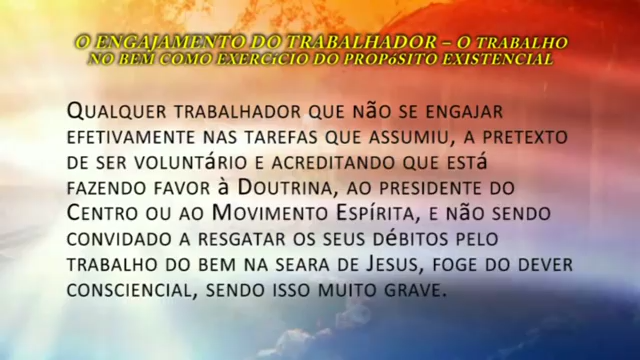 O ENGAJAMENTO DO TRABALHADOR – O TRABALHO
NO BEM COMO EXERCíCIO DO PROPóSITO EXISTENCIAL
QUALQUER TRABALHADOR QUE NãO SE ENGAJAR
EFETIVAMENTE NAS TAREFAS QUE ASSUMIU, A PRETEXTO
DE SER VOLUNTáRIO E ACREDITANDO QUE ESTá
FAZENDO FAVOR à DOUTRINA, AO PRESIDENTE DO
CENTRO OU AO MOVIMENTO ESPíRITA, E NãO SENDO
CONVIDADO A RESGATAR OS SEUS DéBITOS PELO
TRABALHO DO BEM NA SEARA DE JESUS, FOGE DO DEVER
CONSCIENCIAL, SENDO ISSO MUITO GRAVE.